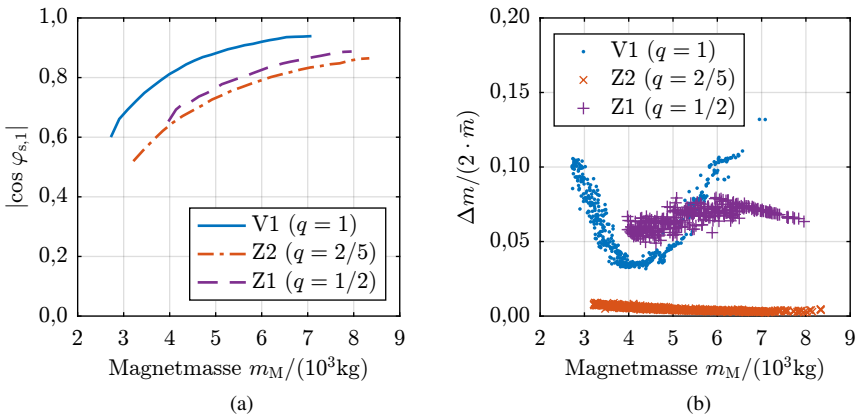 1,0
0,8
0,6
0,4
0,2
0,0
|cos φs,1|
V1 (q = 1)
Z2 (q = 2/5)
Z1 (q = 1/2)
2 3 4 5 6 7 8 9
Magnetmasse mM/(10³kg)
(a)
0,20
0,15
0,10
0,05
0,00
Δm/(2 · m̄)
V1 (q = 1)
Z2 (q = 2/5)
Z1 (q = 1/2)
2 3 4 5 6 7 8 9
Magnetmasse mM/(10³kg)
(b)